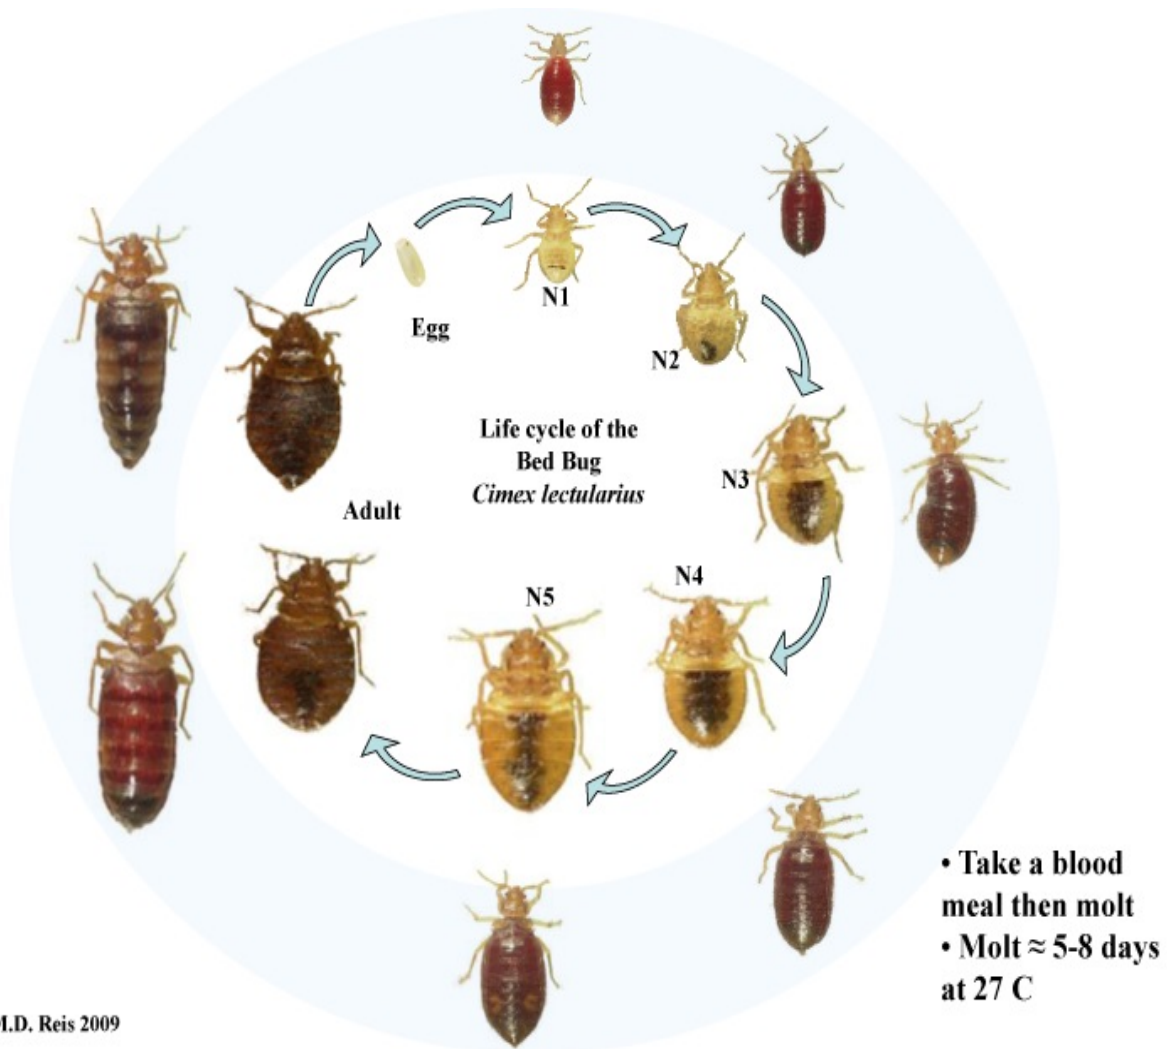 N1
Egg
N2
Life cycle of the
Bed Bug
Cimex lectularius
N3
Adult
N4
N5
• Take a blood
meal then molt
• Molt ≈ 5-8 days
at 27 C
M.D. Reis 2009